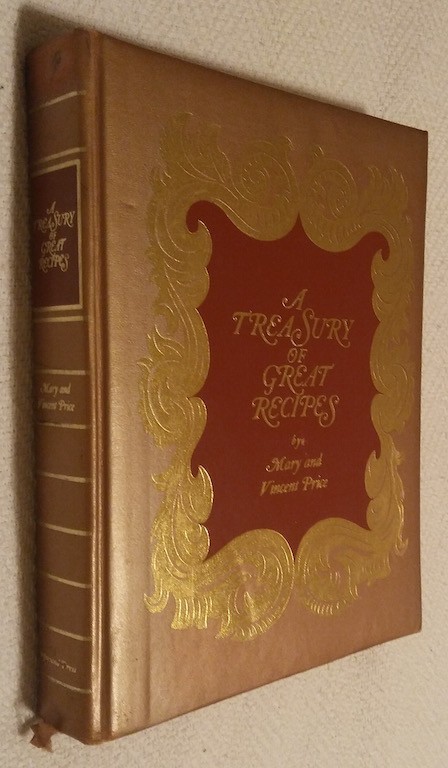 A
TREASURY
OF
GREAT
RECIPES
Mary and
Vincent Price
A
TREASURY
OF
GREAT
RECIPES
by
Mary and
Vincent Price